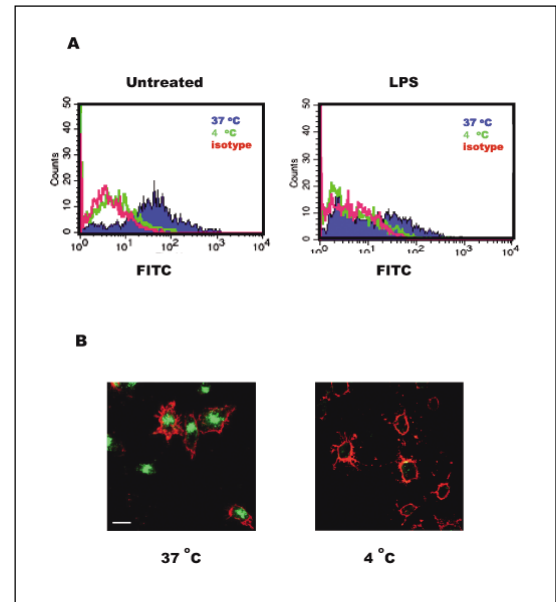 A
Untreated
LPS
50
40
30
20
10
0
Counts
37 °C
4 °C
isotype
10⁰ 10¹ 10² 10³ 10⁴
FITC
50
40
30
20
10
0
Counts
37 °C
4 °C
isotype
10⁰ 10¹ 10² 10³ 10⁴
FITC
B
37 °C
4 °C